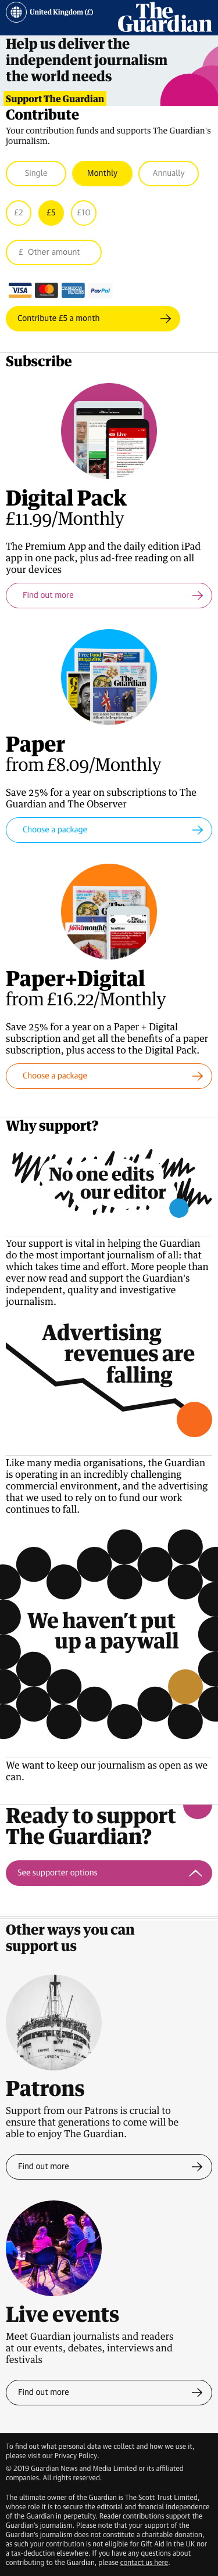 United Kingdom (£)
The
Guardian
Help us deliver the
independent journalism
the world needs
Support The Guardian
Contribute
Your contribution funds and supports The Guardian's
journalism.
Single
Monthly
Annually
£2
£5
£10
£ Other amount
VISA
PayPal
Contribute £5 a month
Subscribe
Digital Pack
£11.99/Monthly
The Premium App and the daily edition iPad
app in one pack, plus ad-free reading on all
your devices
Find out more
Paper
from £8.09/Monthly
Save 25% for a year on subscriptions to The
Guardian and The Observer
Choose a package
Paper+Digital
from £16.22/Monthly
Save 25% for a year on a Paper + Digital
subscription and get all the benefits of a paper
subscription, plus access to the Digital Pack.
Choose a package
Why support?
No one edits
our editor
Your support is vital in helping the Guardian
do the most important journalism of all: that
which takes time and effort. More people than
ever now read and support the Guardian's
independent, quality and investigative
journalism.
Advertising
revenues are
falling
Like many media organisations, the Guardian
is operating in an incredibly challenging
commercial environment, and the advertising
that we used to rely on to fund our work
continues to fall.
We haven't put
up a paywall
We want to keep our journalism as open as we
can.
Ready to support
The Guardian?
See supporter options
Other ways you can
support us
Patrons
Support from our Patrons is crucial to
ensure that generations to come will be
able to enjoy The Guardian.
Find out more
Live events
Meet Guardian journalists and readers
at our events, debates, interviews and
festivals
Find out more
To find out what personal data we collect and how we use it,
please visit our Privacy Policy.
© 2019 Guardian News and Media Limited or its affiliated
companies. All rights reserved.
The ultimate owner of the Guardian is The Scott Trust Limited,
whose role it is to secure the editorial and financial independence
of the Guardian in perpetuity. Reader contributions support the
Guardian's journalism. Please note that your support of the
Guardian's journalism does not constitute a charitable donation,
as such your contribution is not eligible for Gift Aid in the UK nor
a tax-deduction elsewhere. If you have any questions about
contributing to the Guardian, please contact us here.